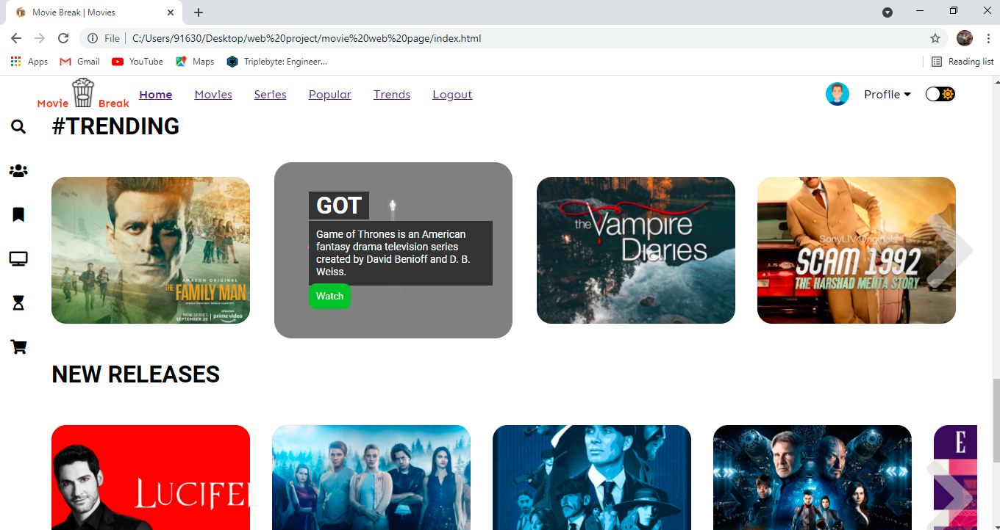 Movie Break | Movies
File
C:/Users/91630/Desktop/web%20project/movie%20web%20page/index.html
Apps
Gmail
YouTube
Maps
Triplebyte: Engineer...
Reading list
Movie Break
Home
Movies
Series
Popular
Trends
Logout
Profile
#TRENDING
AMAZON ORIGINAL
THE FAMILY MAN
NEW SERIES
SEPTEMBER 20
amazon
prime video
GOT
Game of Thrones is an American
fantasy drama television series
created by David Benioff and D. B.
Weiss.
Watch
the Vampire
Diaries
SonyLIV Originals
SCAM 1992
THE HARSHAD MEHTA STORY
NEW RELEASES
LUCIFER
E